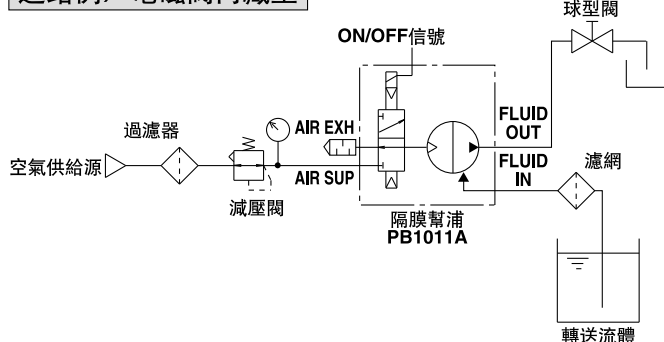 球型閥
ON/OFF信號
FLUID OUT
過濾器
AIR EXH
空氣供給源
AIR SUP
FLUID IN
濾網
減壓閥
隔膜幫浦
PB1011A
轉送流體